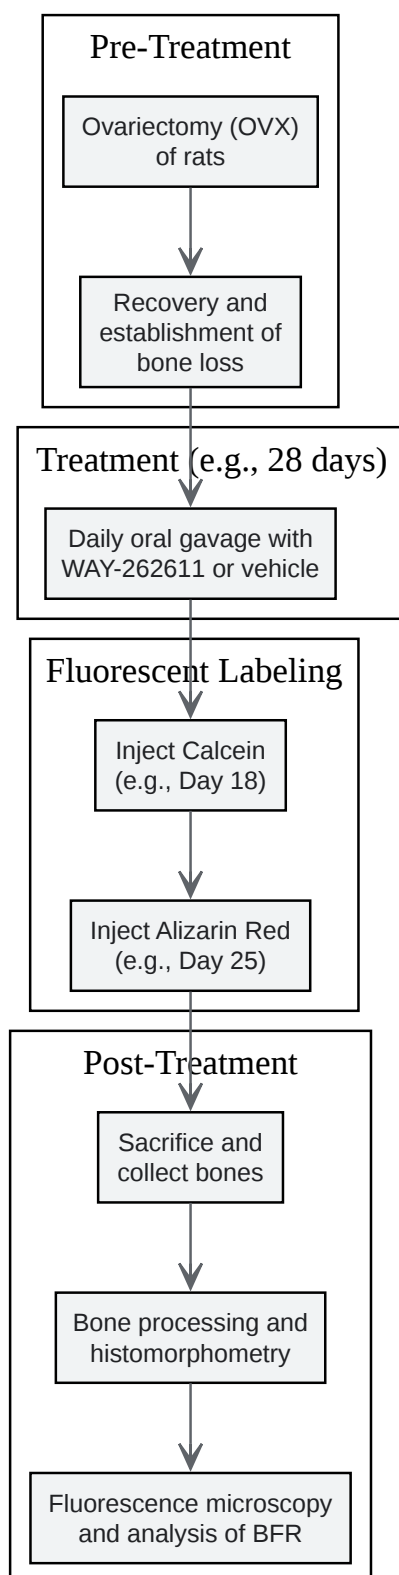 Pre-Treatment
Ovariectomy (OVX)
of rats
Recovery and
establishment of
bone loss
Treatment (e.g., 28 days)
Daily oral gavage with
WAY-262611 or vehicle
Fluorescent Labeling
Inject Calcein
(e.g., Day 18)
Inject Alizarin Red
(e.g., Day 25)
Post-Treatment
Sacrifice and
collect bones
Bone processing and
histomorphometry
Fluorescence microscopy
and analysis of BFR